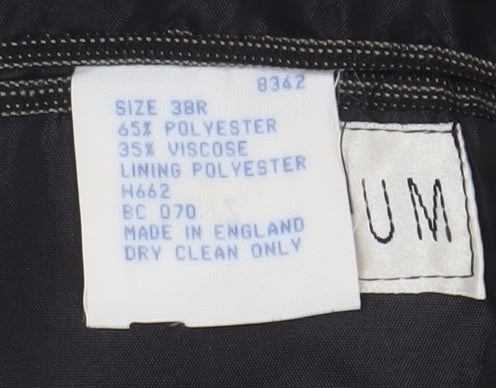 8342
SIZE 38R
65% POLYESTER
35% VISCOSE
LINING POLYESTER
H662
BC 070
MADE IN ENGLAND
DRY CLEAN ONLY
UM